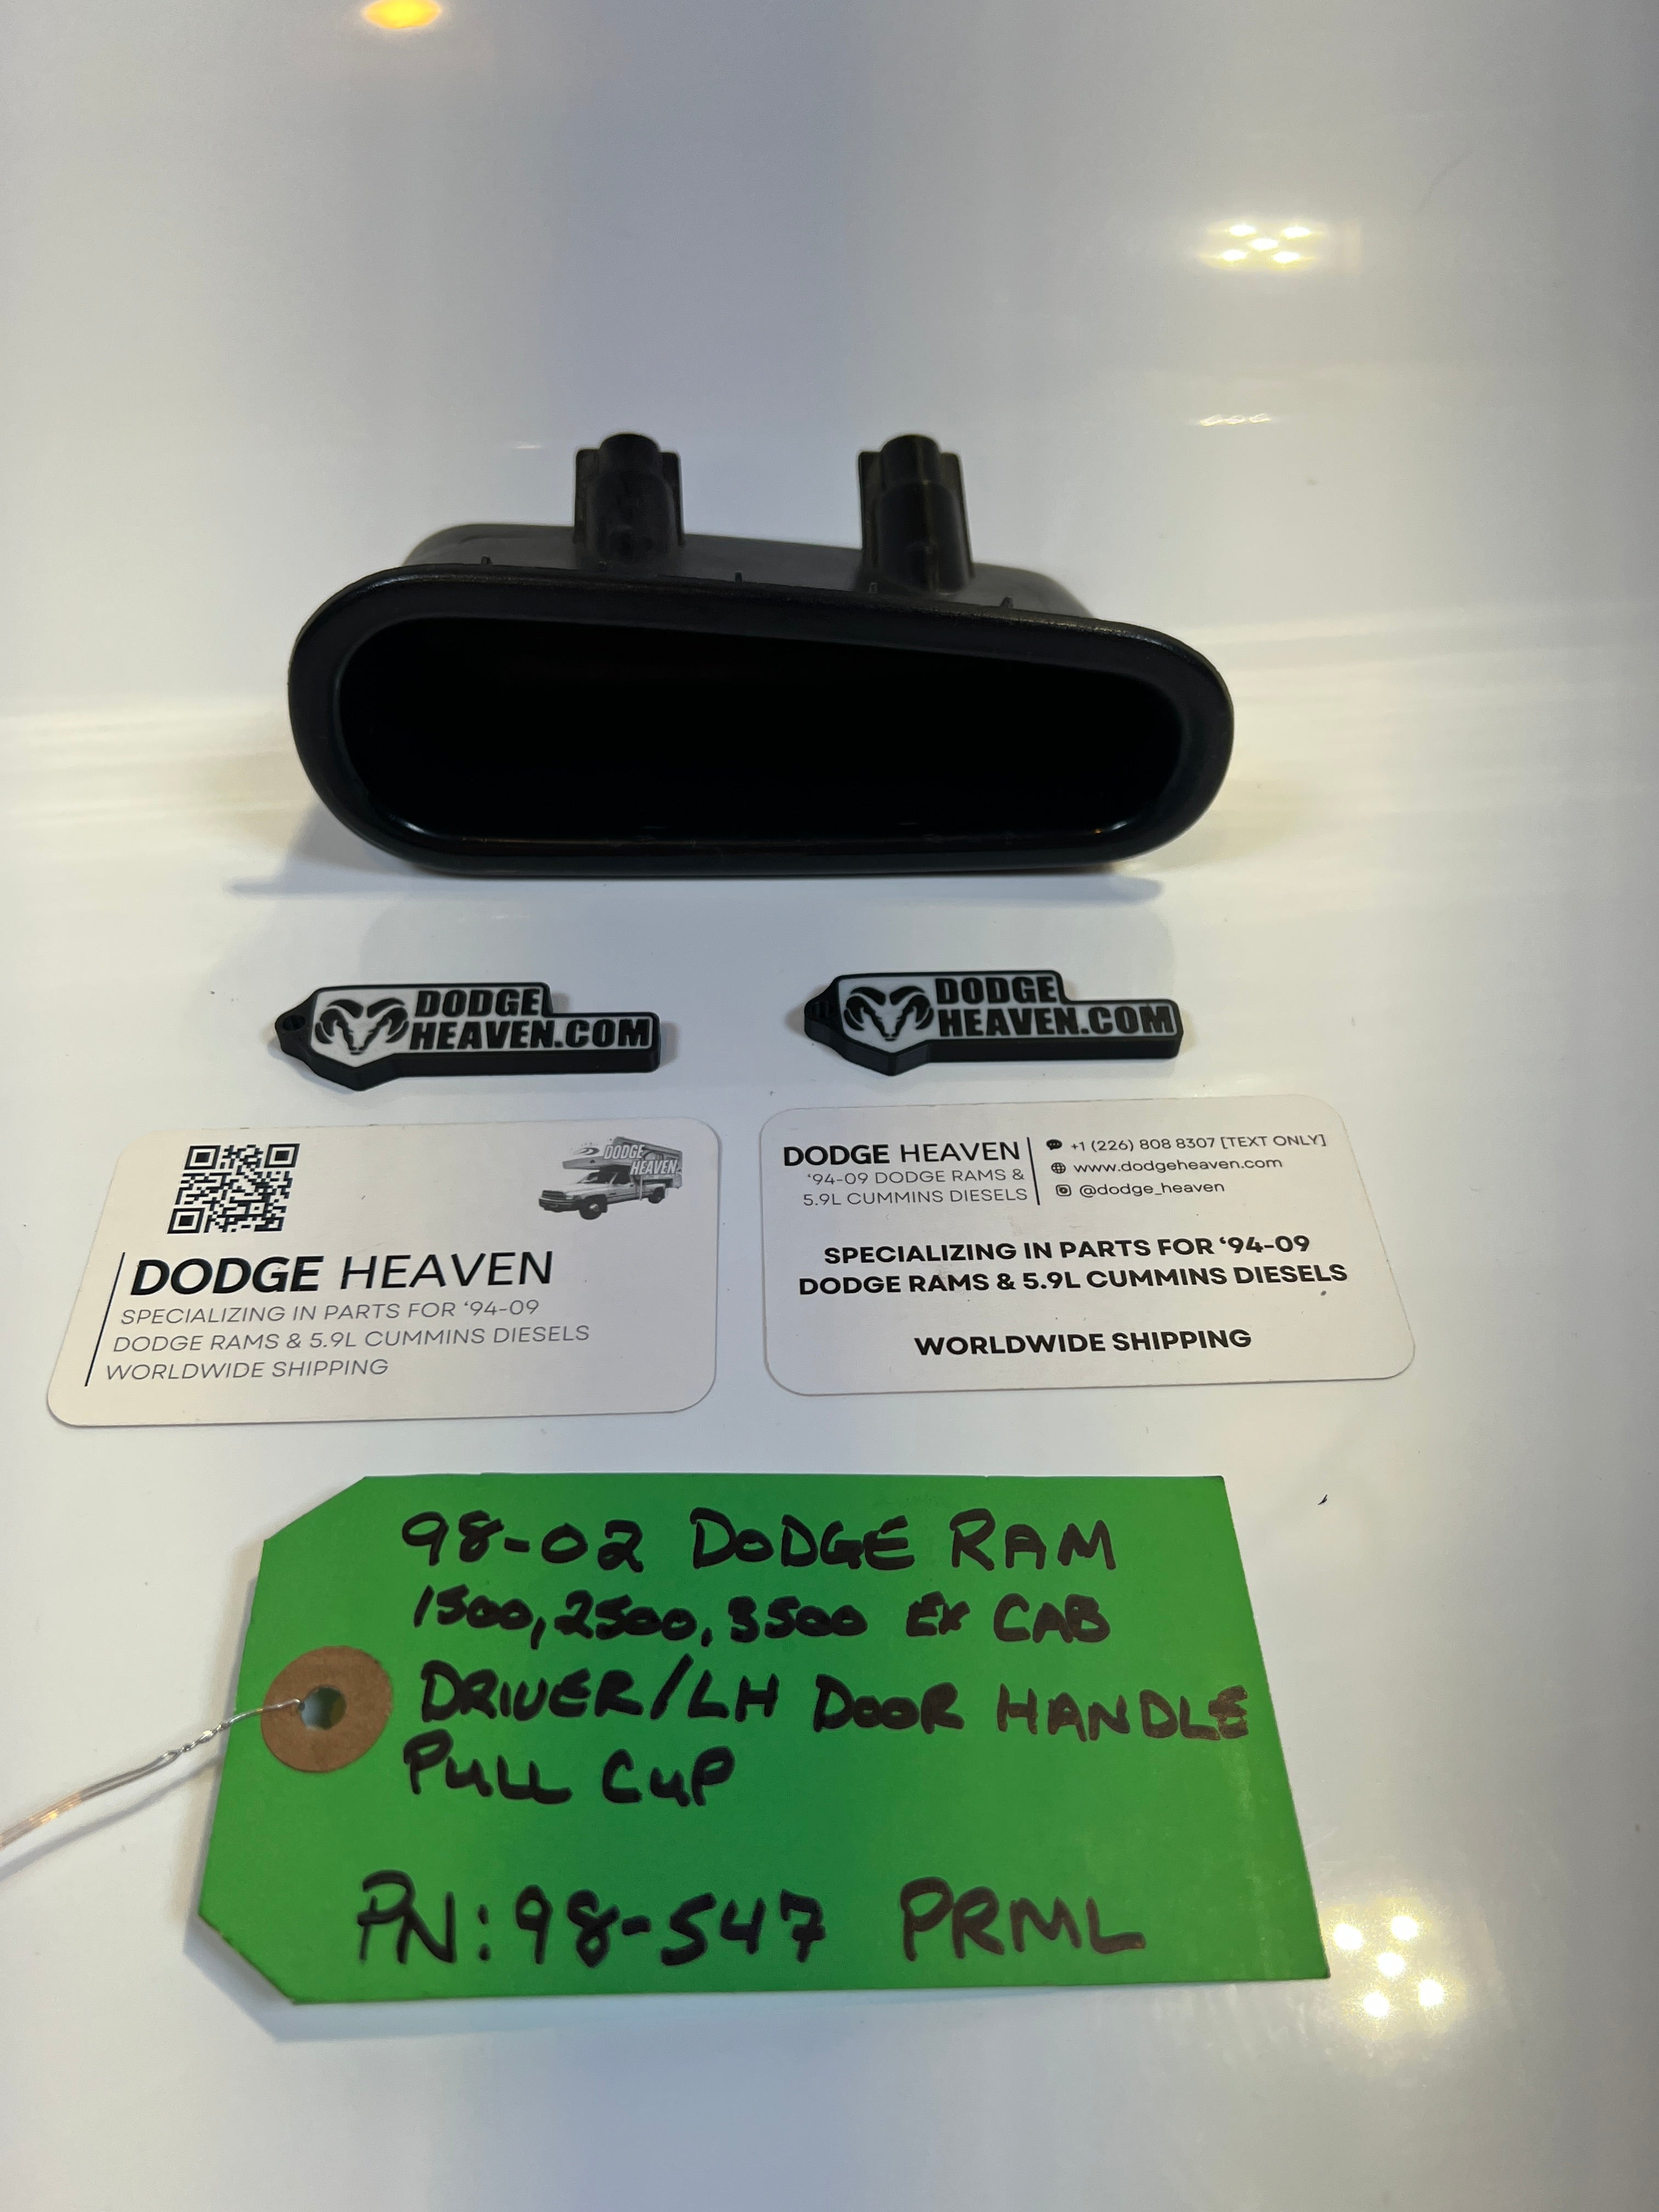 DODGE
HEAVEN.COM
DODGE
HEAVEN.COM
DODGE
HEAVEN
DODGE HEAVEN
SPECIALIZING IN PARTS FOR ‘94-09
DODGE RAMS & 5.9L CUMMINS DIESELS
WORLDWIDE SHIPPING
DODGE HEAVEN
‘94-09 DODGE RAMS &
5.9L CUMMINS DIESELS
+1 (226) 808 8307 [TEXT ONLY]
www.dodgeheaven.com
@dodge_heaven
SPECIALIZING IN PARTS FOR ‘94-09
DODGE RAMS & 5.9L CUMMINS DIESELS
WORLDWIDE SHIPPING
98-02 DODGE RAM
1500, 2500, 3500 EX CAB
DRIVER/LH DOOR HANDLE
PULL CUP
PN: 98-547 PRML